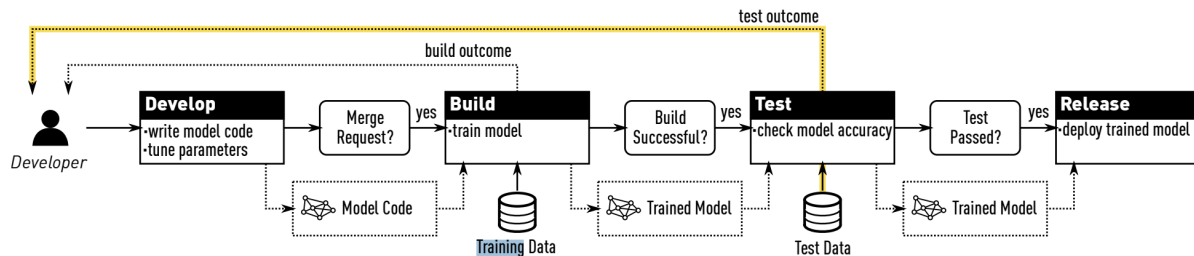 test outcome
build outcome
Develop
·write model code
·tune parameters
Merge
Request?
yes
Build
·train model
Build
Successful?
yes
Test
·check model accuracy
Test
Passed?
yes
Release
·deploy trained model
Developer
Model Code
Trained Model
Trained Model
Training Data
Test Data